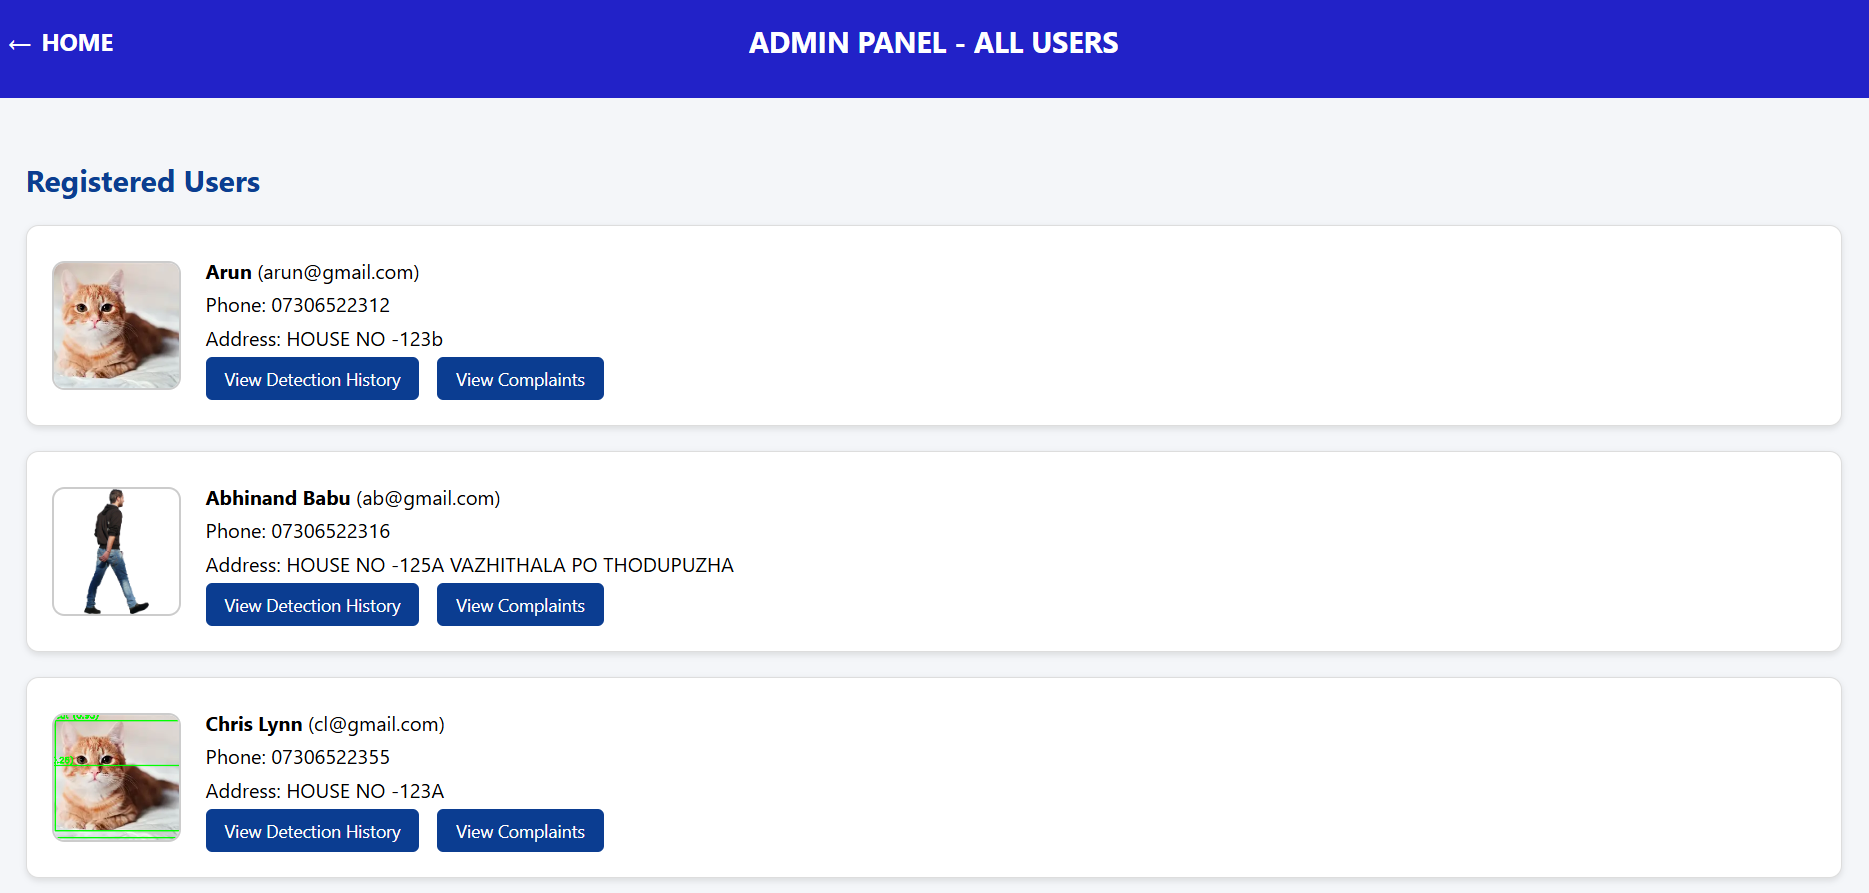 ← HOME
ADMIN PANEL - ALL USERS
Registered Users
Arun (arun@gmail.com)
Phone: 07306522312
Address: HOUSE NO -123b
View Detection History
View Complaints
Abhinand Babu (ab@gmail.com)
Phone: 07306522316
Address: HOUSE NO -125A VAZHITHALA PO THODUPUZHA
View Detection History
View Complaints
Chris Lynn (cl@gmail.com)
Phone: 07306522355
Address: HOUSE NO -123A
View Detection History
View Complaints